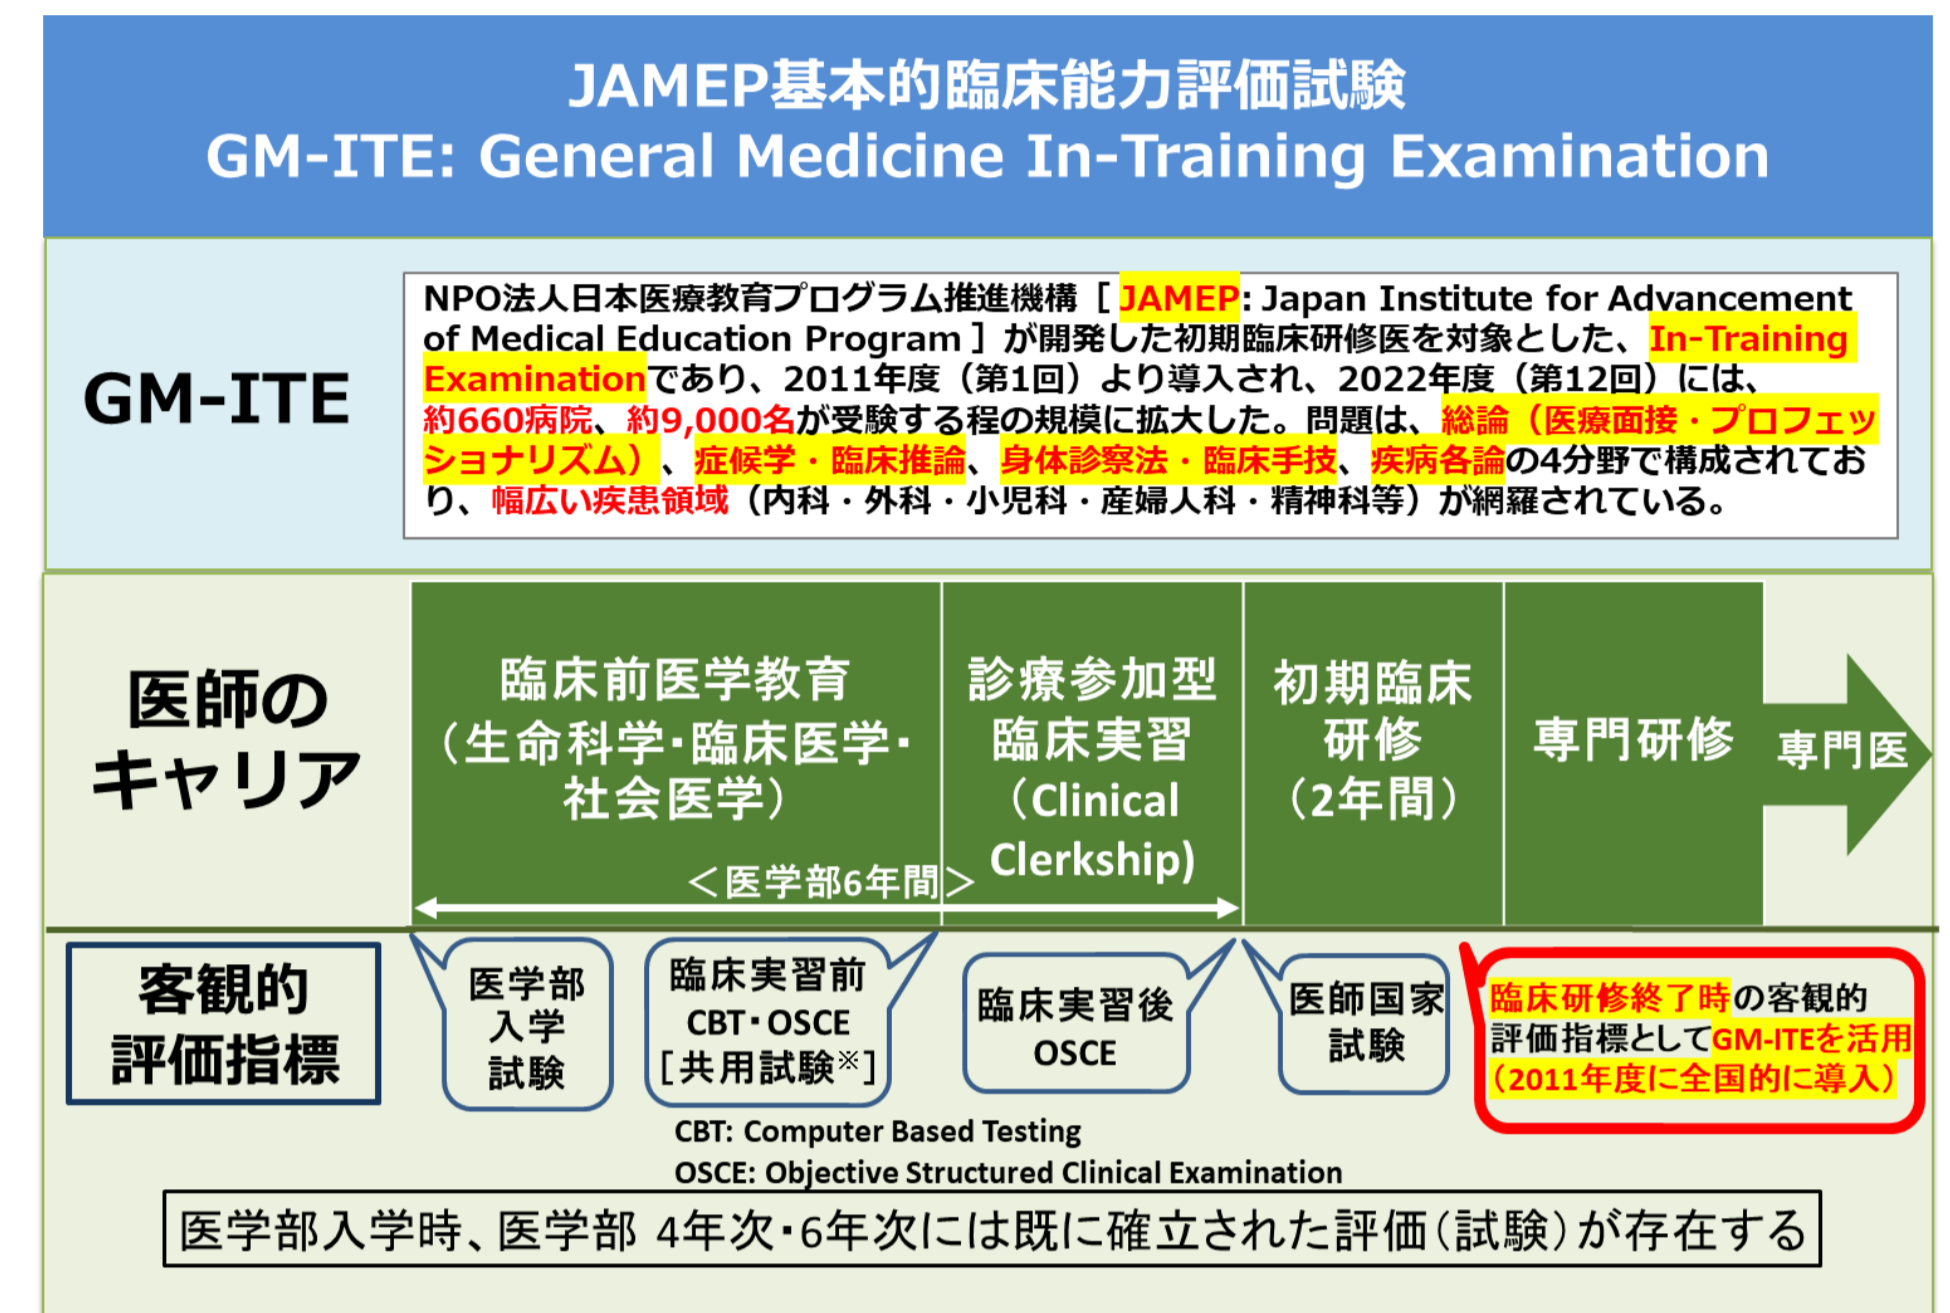 JAMEP基本的臨床能力評価試験
GM-ITE: General Medicine In-Training Examination
GM-ITE
NPO法人日本医療教育プログラム推進機構［ JAMEP: Japan Institute for Advancement
of Medical Education Program ］が開発した初期臨床研修医を対象とした、In-Training
Examinationであり、2011年度（第1回）より導入され、2022年度（第12回）には、
約660病院、約9,000名が受験する程の規模に拡大した。問題は、総論（医療面接・プロフェッ
ショナリズム）、症候学・臨床推論、身体診察法・臨床手技、疾病各論の4分野で構成されてお
り、幅広い疾患領域（内科・外科・小児科・産婦人科・精神科等）が網羅されている。
医師の
キャリア
臨床前医学教育
（生命科学・臨床医学・
社会医学）
診療参加型
臨床実習
（Clinical
Clerkship)
＜医学部6年間＞
初期臨床
研修
（2年間）
専門研修
専門医
客観的
評価指標
医学部
入学
試験
臨床実習前
CBT・OSCE
[共用試験※]
臨床実習後
OSCE
医師国家
試験
臨床研修終了時の客観的
評価指標としてGM-ITEを活用
（2011年度に全国的に導入）
CBT: Computer Based Testing
OSCE: Objective Structured Clinical Examination
医学部入学時、医学部 4年次・6年次には既に確立された評価（試験）が存在する